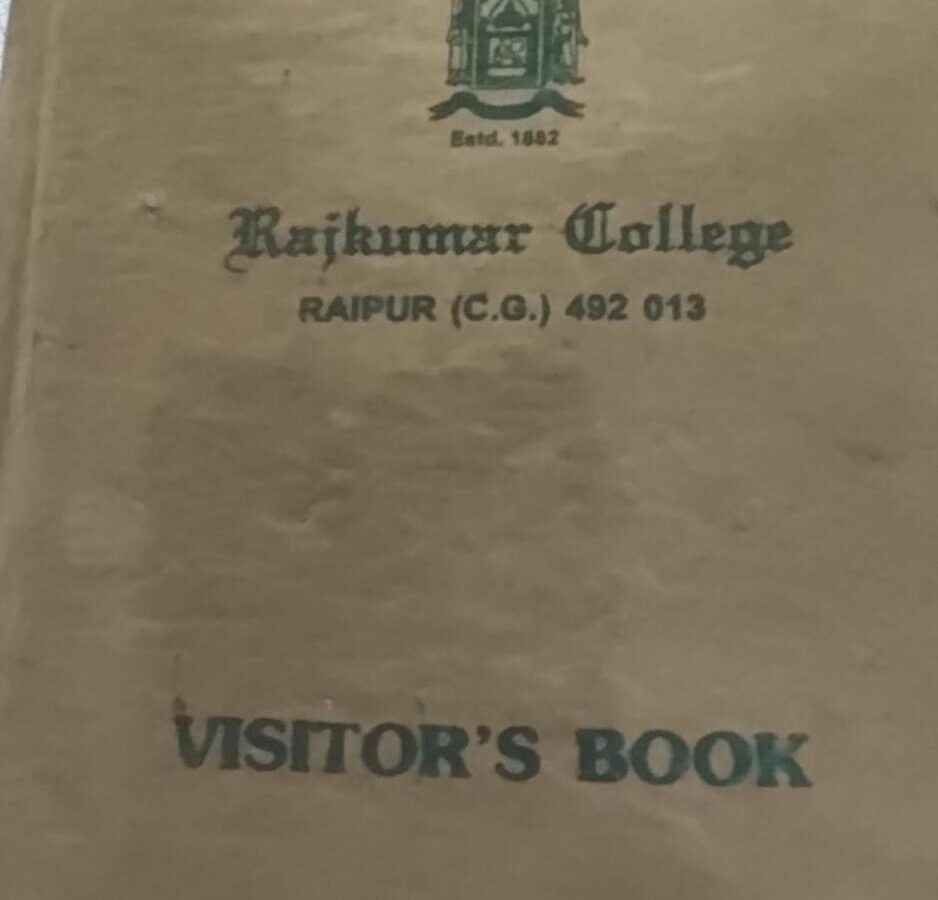 Estd. 1882
Rajkumar College
RAIPUR (C.G.) 492 013
VISITOR'S BOOK